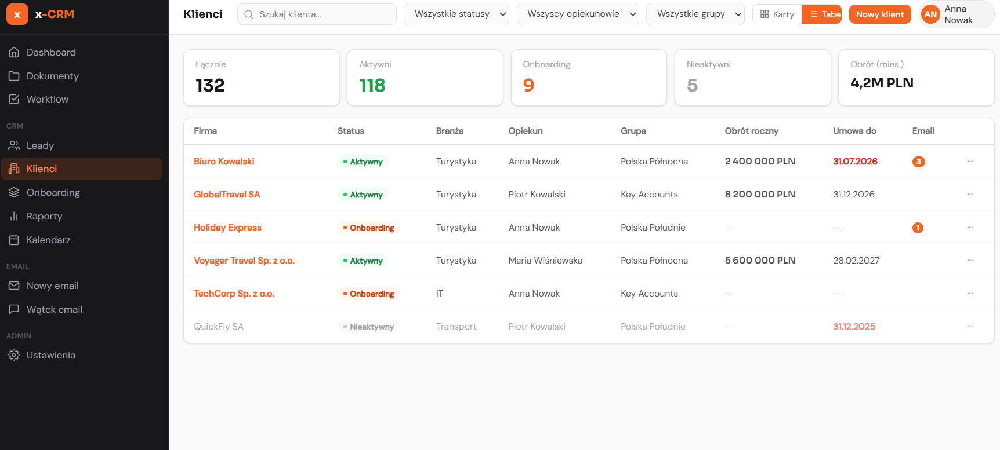 x x-CRM
Klienci
Szukaj klienta...
Wszystkie statusy
Wszyscy opiekunowie
Wszystkie grupy
Karty
Tabe
Nowy klient
AN
Anna
Nowak
Dashboard
Dokumenty
Workflow
CRM
Leady
Klienci
Onboarding
Raporty
Kalendarz
EMAIL
Nowy email
Wątek email
ADMIN
Ustawienia
Łącznie
132
Aktywni
118
Onboarding
9
Nieaktywni
5
Obrót (mies.)
4,2M PLN
Firma Status Branża Opiekun Grupa Obrót roczny Umowa do Email
Biuro Kowalski Aktywny Turystyka Anna Nowak Polska Północna 2 400 000 PLN 31.07.2026 3 ···
GlobalTravel SA Aktywny Turystyka Piotr Kowalski Key Accounts 8 200 000 PLN 31.12.2026 ···
Holiday Express Onboarding Turystyka Anna Nowak Polska Południe — — 1 ···
Voyager Travel Sp. z o.o. Aktywny Turystyka Maria Wiśniewska Polska Północna 5 600 000 PLN 28.02.2027 ···
TechCorp Sp. z o.o. Onboarding IT Anna Nowak Key Accounts — — ···
QuickFly SA Nieaktywny Transport Piotr Kowalski Polska Południe — 31.12.2025 ···